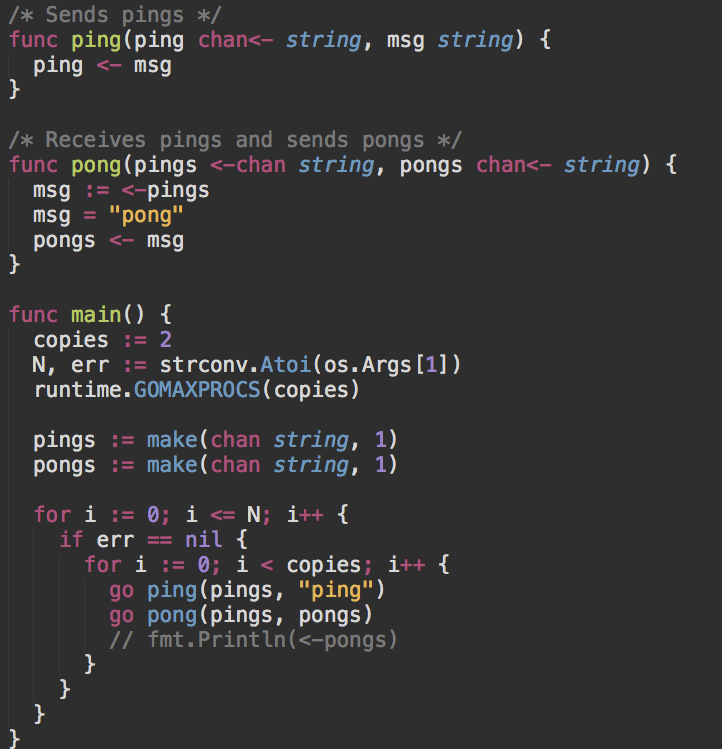 /* Sends pings */
func ping(ping chan<- string, msg string) {
  ping <- msg
}

/* Receives pings and sends pongs */
func pong(pings <-chan string, pongs chan<- string) {
  msg := <-pings
  msg = "pong"
  pongs <- msg
}

func main() {
  copies := 2
  N, err := strconv.Atoi(os.Args[1])
  runtime.GOMAXPROCS(copies)

  pings := make(chan string, 1)
  pongs := make(chan string, 1)

  for i := 0; i <= N; i++ {
    if err == nil {
      for i := 0; i < copies; i++ {
        go ping(pings, "ping")
        go pong(pings, pongs)
        // fmt.Println(<-pongs)
      }
    }
  }
}